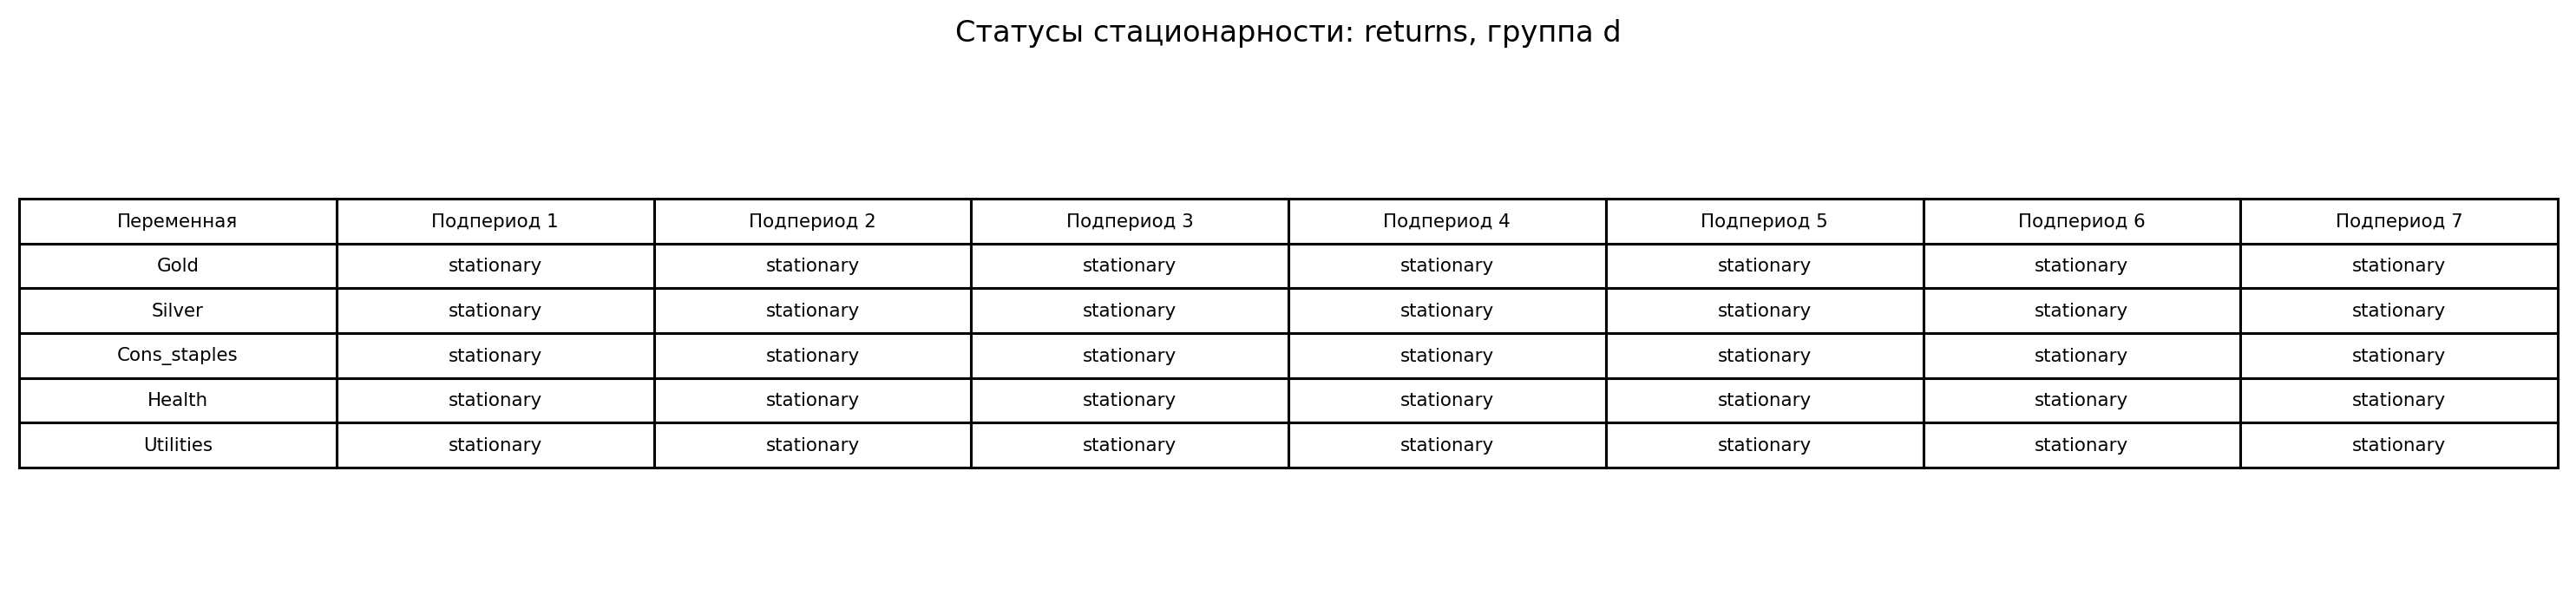 Статусы стационарности: returns, группа d
Переменная Подпериод 1 Подпериод 2 Подпериод 3 Подпериод 4 Подпериод 5 Подпериод 6 Подпериод 7
Gold stationary stationary stationary stationary stationary stationary stationary
Silver stationary stationary stationary stationary stationary stationary stationary
Cons_staples stationary stationary stationary stationary stationary stationary stationary
Health stationary stationary stationary stationary stationary stationary stationary
Utilities stationary stationary stationary stationary stationary stationary stationary